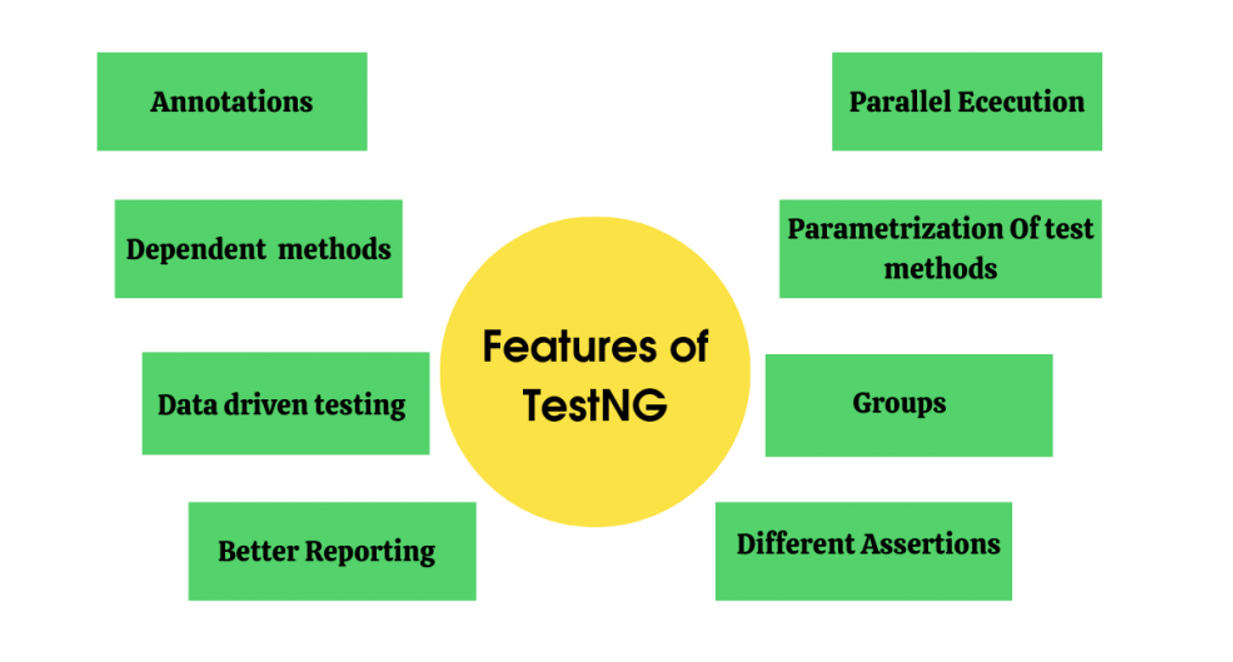 Annotations
Parallel Ececution
Dependent methods
Parametrization Of test
methods
Features of
TestNG
Data driven testing
Groups
Better Reporting
Different Assertions